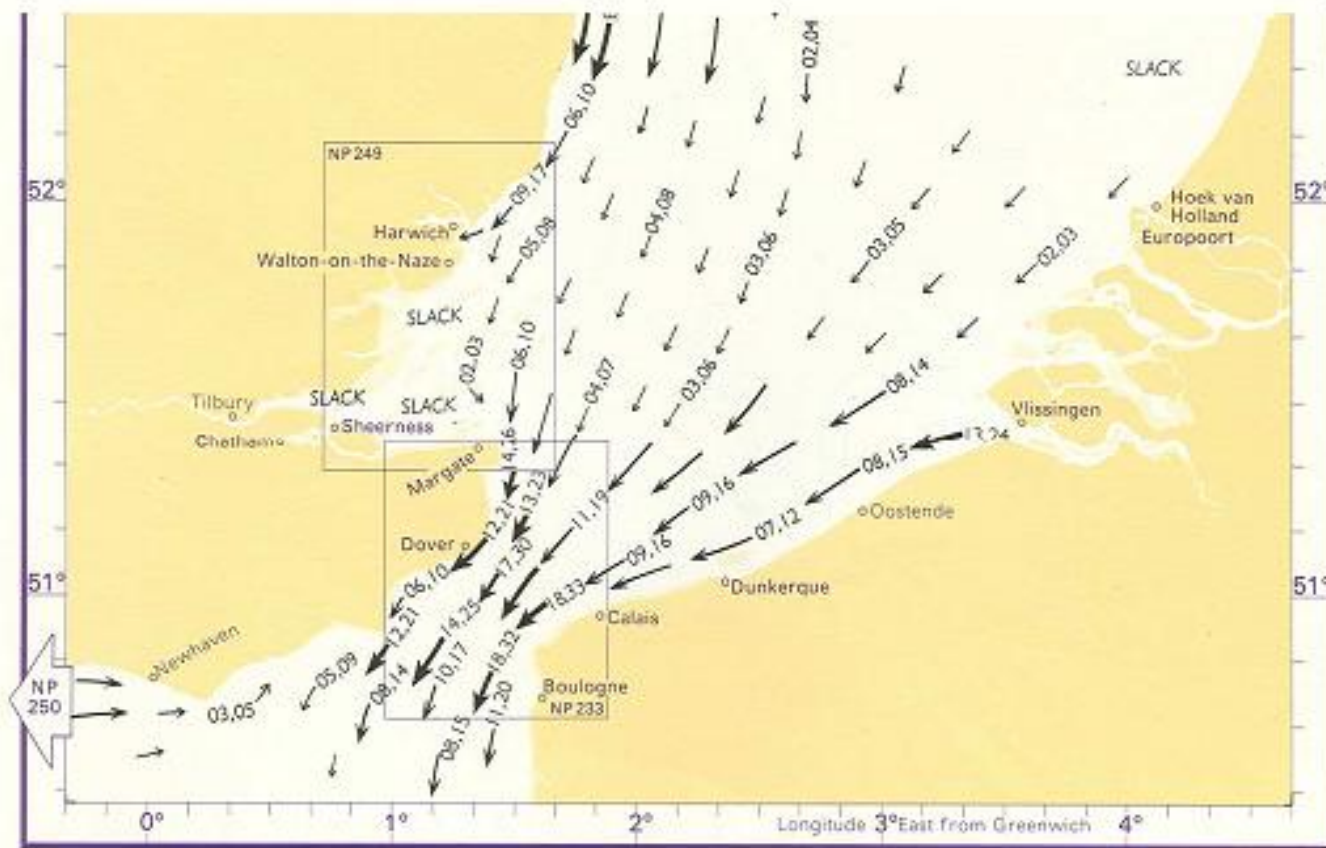 02,04
SLACK
06,10
NP 249
52°
09,17
52°
Hoek van
Holland
Europoort
Harwich
05,08
04,08
03,06
03,05
02,03
Walton-on-the-Naze
SLACK
02,03
06,10
04,07
03,06
08,14
Tilbury
SLACK
SLACK
Sheerness
Chatham
Vlissingen
Margate
08,15
13,23
09,16
11,19
07,12
Oostende
12,21
Dover
17,30
09,16
51°
06,10
18,33
Dunkerque
51°
Calais
14,25
12,21
18,32
10,17
Newhaven
05,09
08,14
NP
250
Boulogne
NP 233
03,05
11,20
08,15
0°
1°
2°
Longitude 3° East from Greenwich
4°